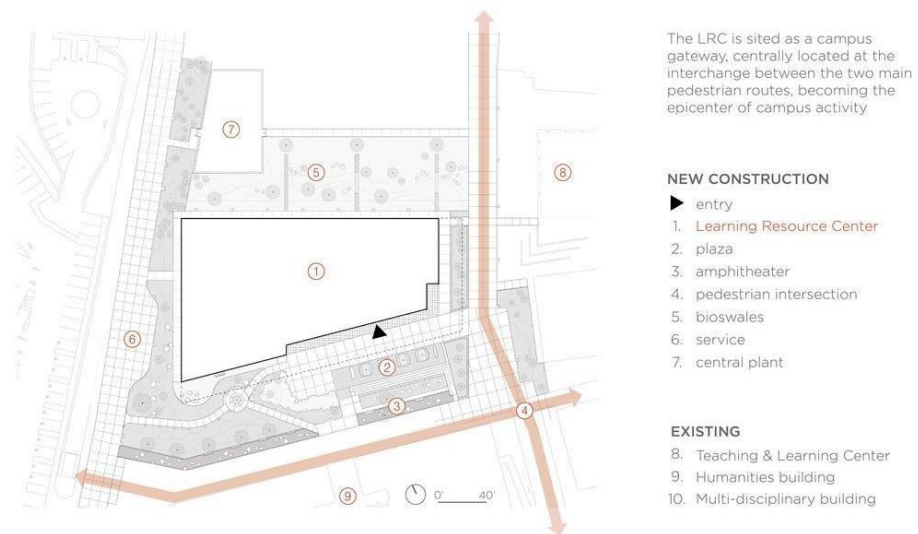 The LRC is sited as a campus
gateway, centrally located at the
interchange between the two main
pedestrian routes, becoming the
epicenter of campus activity
NEW CONSTRUCTION
entry
1. Learning Resource Center
2. plaza
3. amphitheater
4. pedestrian intersection
5. bioswales
6. service
7. central plant
EXISTING
8. Teaching & Learning Center
9. Humanities building
10. Multi-disciplinary building
7
5
8
1
6
2
3
4
9
0' 40'